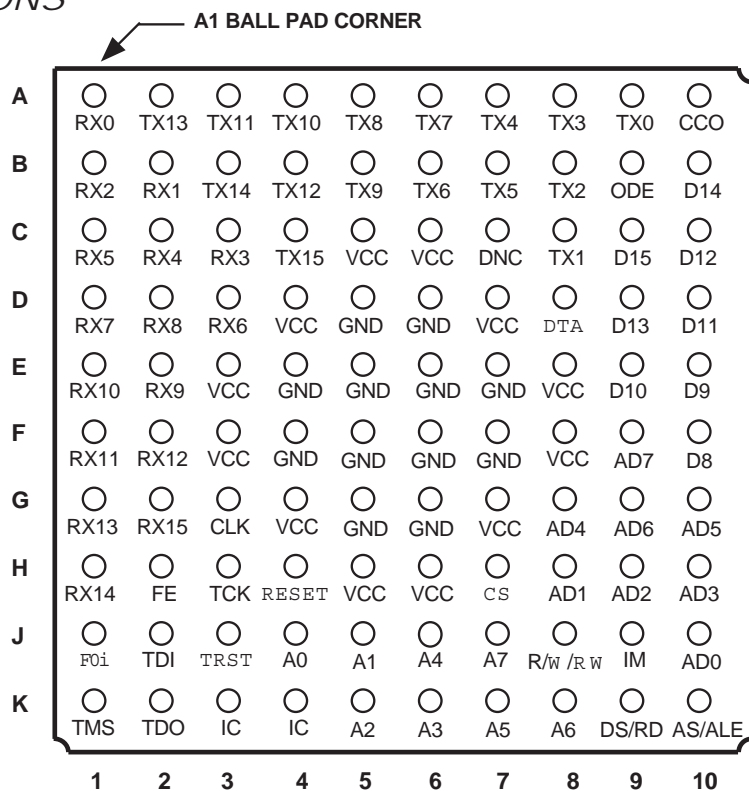 ONS
A1 BALL PAD CORNER
A
RX0 TX13 TX11 TX10 TX8 TX7 TX4 TX3 TX0 CCO
B
RX2 RX1 TX14 TX12 TX9 TX6 TX5 TX2 ODE D14
C
RX5 RX4 RX3 TX15 VCC VCC DNC TX1 D15 D12
D
RX7 RX8 RX6 VCC GND GND VCC DTA D13 D11
E
RX10 RX9 VCC GND GND GND GND VCC D10 D9
F
RX11 RX12 VCC GND GND GND GND VCC AD7 D8
G
RX13 RX15 CLK VCC GND GND VCC AD4 AD6 AD5
H
RX14 FE TCK RESET VCC VCC CS AD1 AD2 AD3
J
F0i TDI TRST A0 A1 A4 A7 R/W /R W IM AD0
K
TMS TDO IC IC A2 A3 A5 A6 DS/RD AS/ALE
1 2 3 4 5 6 7 8 9 10